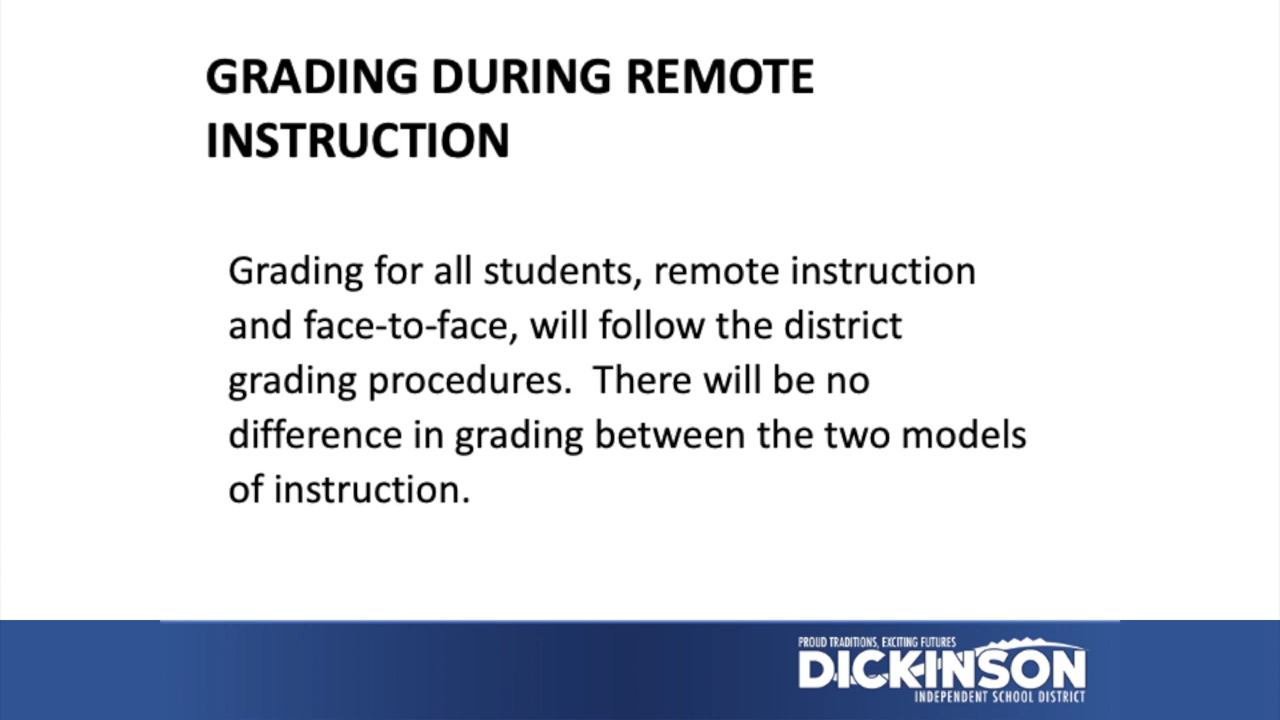 GRADING DURING REMOTE
INSTRUCTION
Grading for all students, remote instruction
and face-to-face, will follow the district
grading procedures.  There will be no
difference in grading between the two models
of instruction.
PROUD TRADITIONS, EXCITING FUTURES
DICKINSON
INDEPENDENT SCHOOL DISTRICT